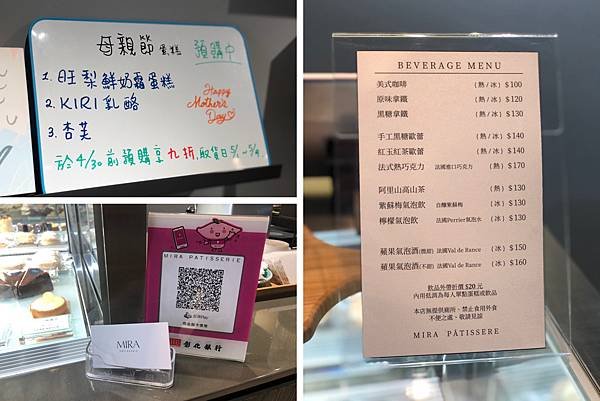 母親節 蛋糕 預購中
1. 旺梨鮮奶霜蛋糕
2. KIRI乳酪
3. 杏芙
Happy
Mother's
Day
於4/30前預購享九折,取貨日5/1-5/9.
MIRA PATISSERIE
彰化銀行
MIRA
BEVERAGE MENU
美式咖啡 (熱/冰) $100
原味拿鐵 (熱/冰) $120
黑糖拿鐵 (熱/冰) $130
手工黑糖歐蕾 (熱/冰) $140
紅玉紅茶歐蕾 (熱/冰) $140
法式熱巧克力 法國進口巧克力 (熱) $170
阿里山高山茶 (熱) $130
紫蘇梅氣泡飲 自釀紫蘇梅 (冰) $130
檸檬氣泡飲 法國Perrier氣泡水 (冰) $130
蘋果氣泡酒(微甜) 法國Val de Rance (冰) $150
蘋果氣泡酒(不甜) 法國Val de Rance (冰) $160
飲品外帶折價 $20 元
內用低消為每人單點蛋糕或飲品
本店無提供廁所、禁止食用外食
不便之處、敬請見諒
MIRA PÂTISSERE